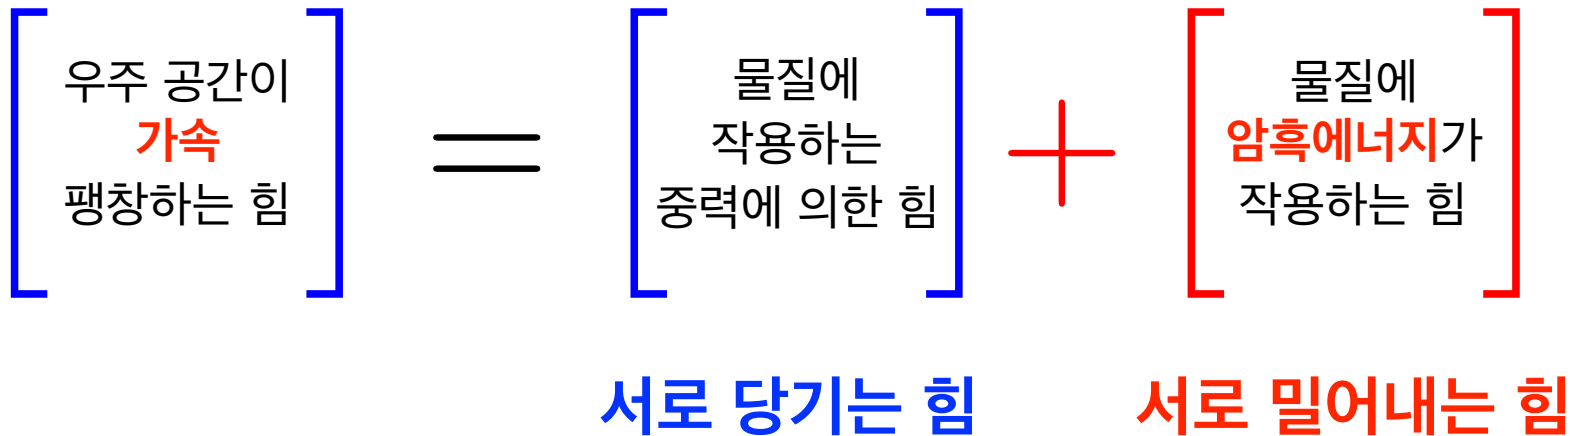 우주 공간이
가속
팽창하는 힘
=
물질에
작용하는
중력에 의한 힘
+
물질에
암흑에너지가
작용하는 힘
서로 당기는 힘
서로 밀어내는 힘